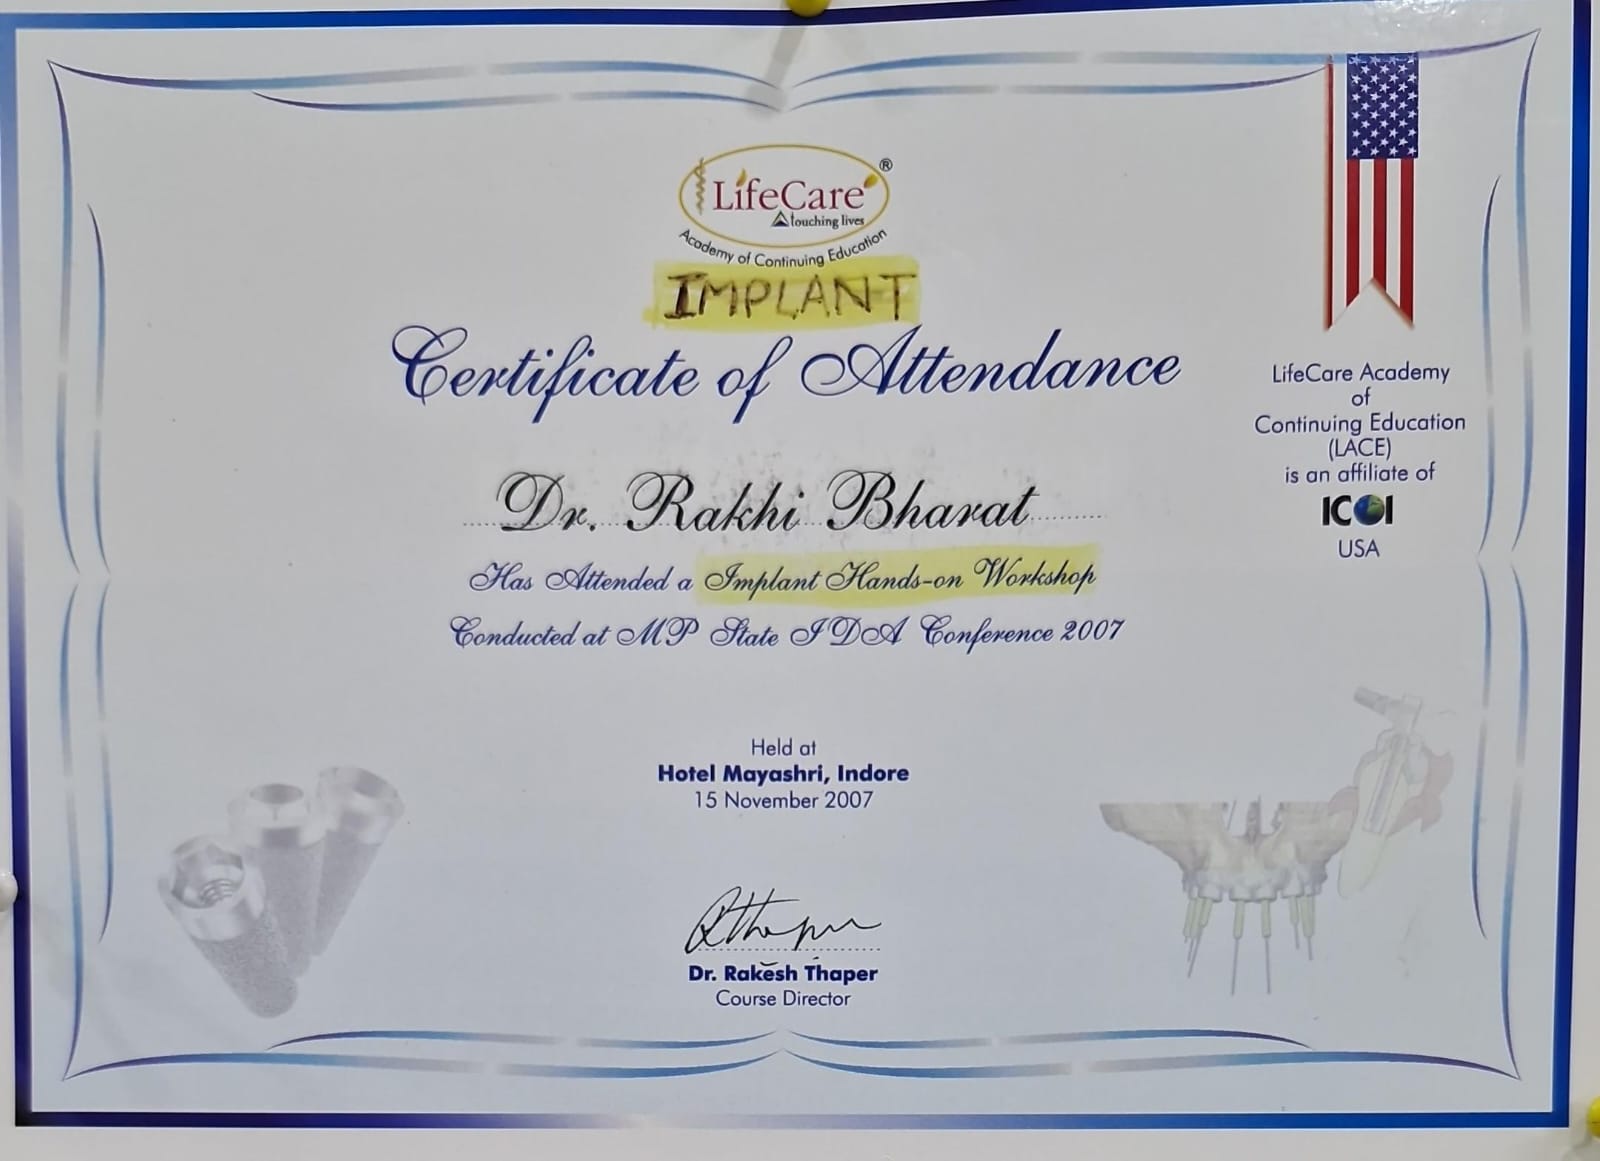 LifeCare®
touching lives
Academy of Continuing Education
IMPLANT
Certificate of Attendance
Dr. Rakhi Bharat
Has Attended a Implant Hands-on Workshop
Conducted at MP State IDA Conference 2007
Held at
Hotel Mayashri, Indore
15 November 2007
RThaper
Dr. Rakesh Thaper
Course Director
LifeCare Academy
of
Continuing Education
(LACE)
is an affiliate of
ICOI
USA